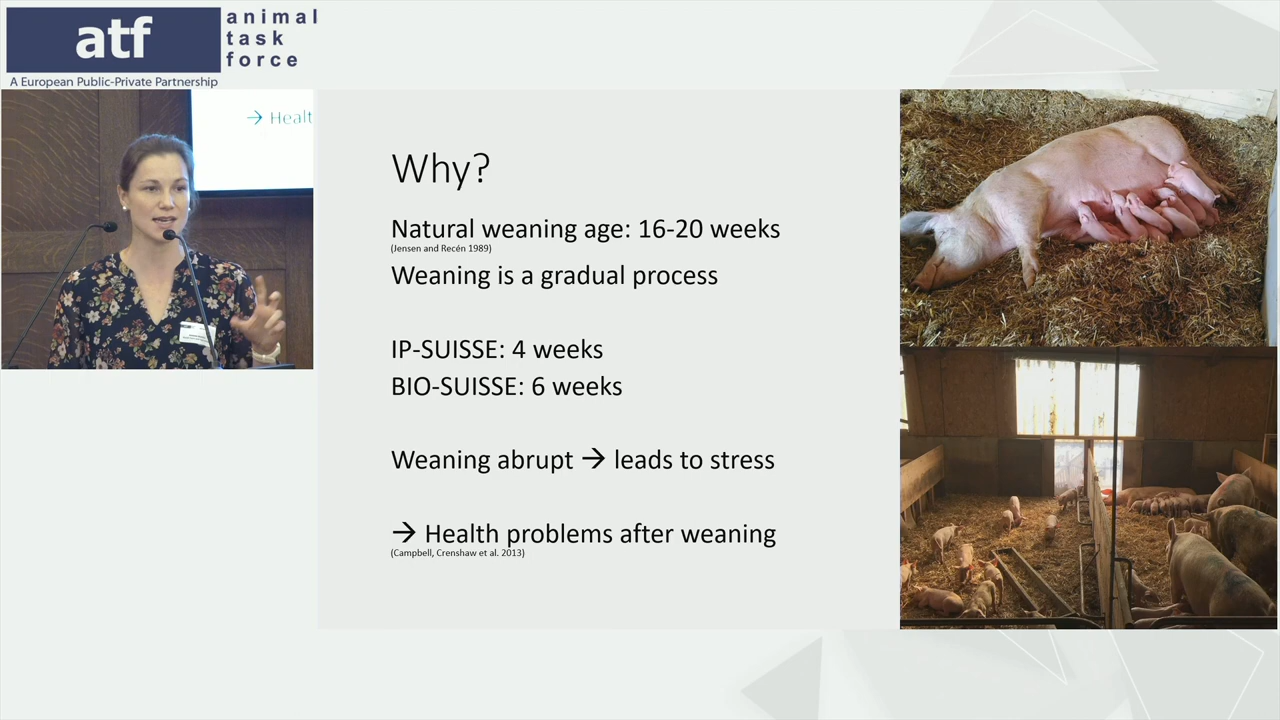 atf
animal
task
force
A European Public-Private Partnership
→ Healt
Why?
Natural weaning age: 16-20 weeks
(Jensen and Recén 1989)
Weaning is a gradual process
IP-SUISSE: 4 weeks
BIO-SUISSE: 6 weeks
Weaning abrupt → leads to stress
→ Health problems after weaning
(Campbell, Crenshaw et al. 2013)